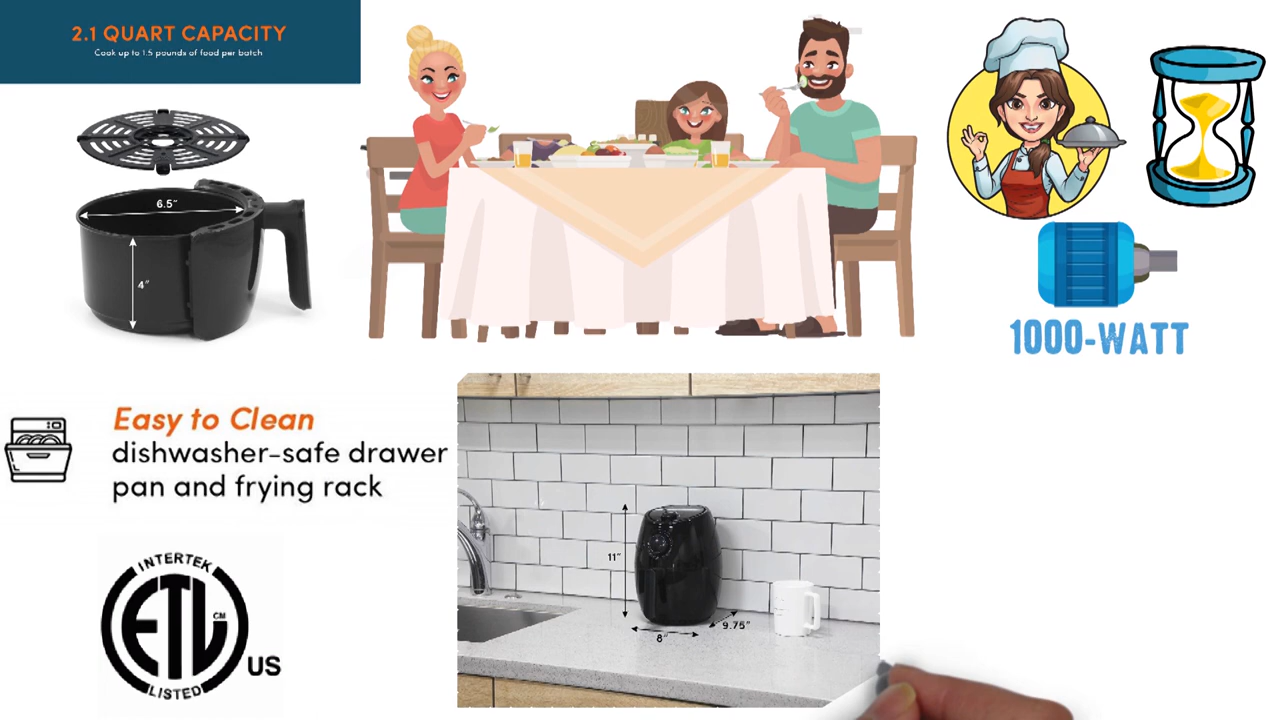 2.1 QUART CAPACITY
Cook up to 1.5 pounds of food per batch
6.5"
4"
1000-WATT
Easy to Clean
dishwasher-safe drawer
pan and frying rack
11"
8"
9.75"
INTERTEK
ETL CM
LISTED
US